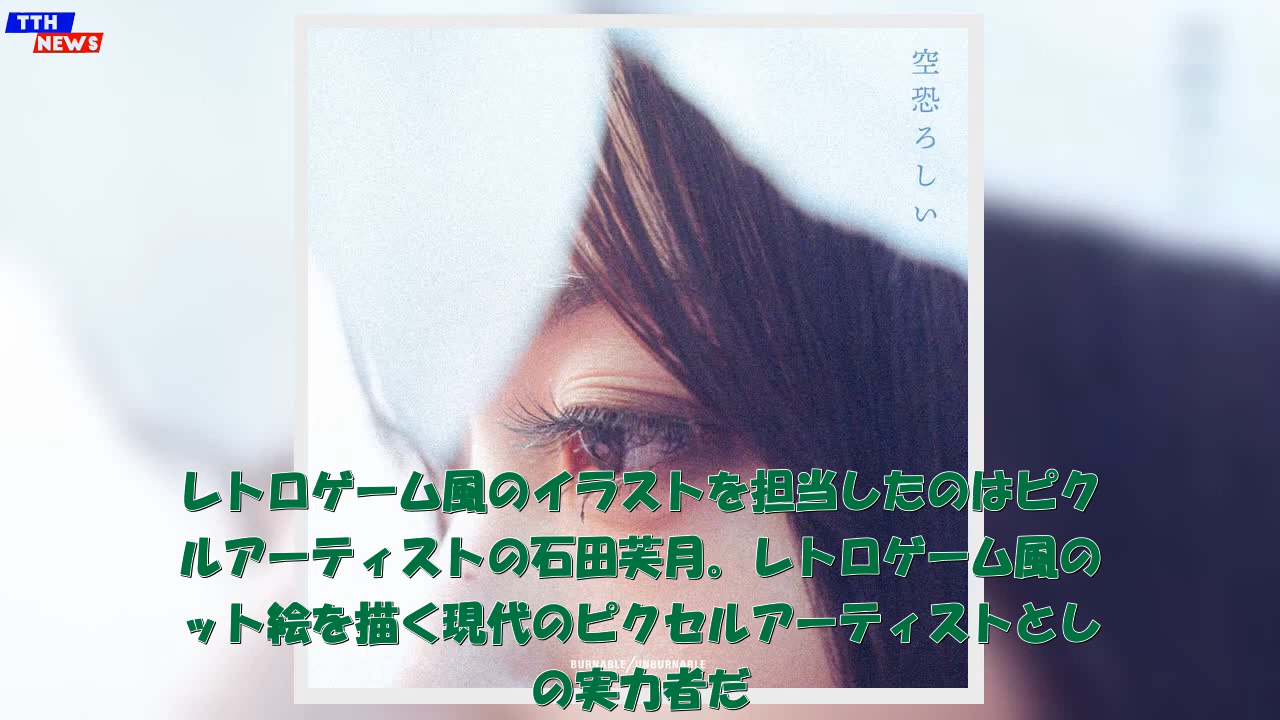 TTH
NEWS
空恐ろしい
レトロゲーム風のイラストを担当したのはピク
ルアーティストの石田芙月。レトロゲーム風の
ット絵を描く現代のピクセルアーティストとし
BURNABLE/UNBURNABLE
の実力者だ